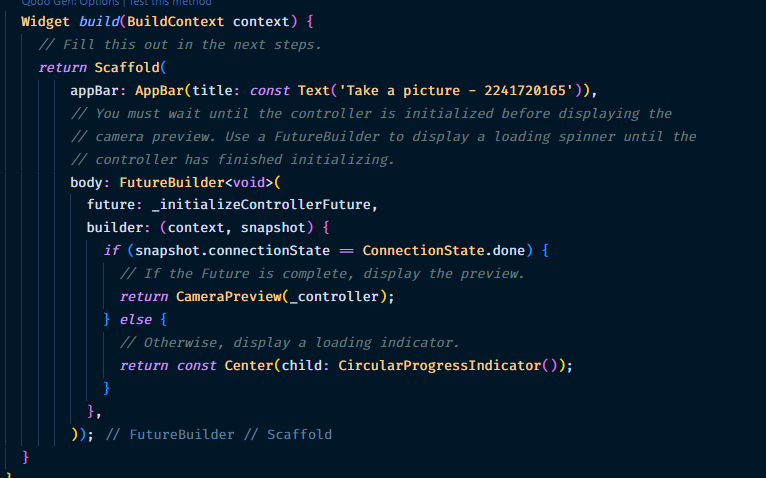 Qodo Gen: Options | Test this method
Widget build(BuildContext context) {
// Fill this out in the next steps.
return Scaffold(
appBar: AppBar(title: const Text('Take a picture - 2241720165')),
// You must wait until the controller is initialized before displaying the
// camera preview. Use a FutureBuilder to display a loading spinner until the
// controller has finished initializing.
body: FutureBuilder<void>(
future: _initializeControllerFuture,
builder: (context, snapshot) {
if (snapshot.connectionState == ConnectionState.done) {
// If the Future is complete, display the preview.
return CameraPreview(_controller);
} else {
// Otherwise, display a loading indicator.
return const Center(child: CircularProgressIndicator());
}
},
)); // FutureBuilder // Scaffold
}
}